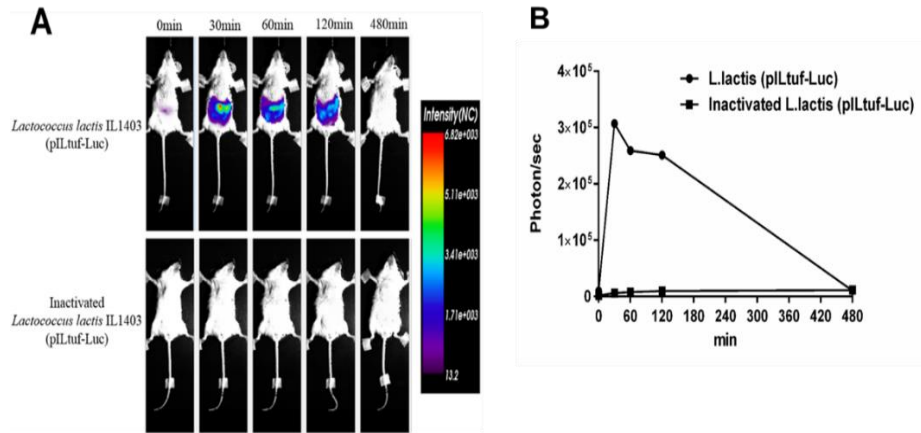 A
0min 30min 60min 120min 480min
Lactococcus lactis IL1403
(pILtuf-Luc)
Inactivated
Lactococcus lactis IL1403
(pILtuf-Luc)
Intensity(NC)
6.82e+003
5.11e+003
3.41e+003
1.71e+003
13.2
B
L.lactis (pILtuf-Luc)
Inactivated L.lactis (pILtuf-Luc)
Photon/sec
4×10⁵
3×10⁵
2×10⁵
1×10⁵
0
0 60 120 180 240 300 360 420 480
min